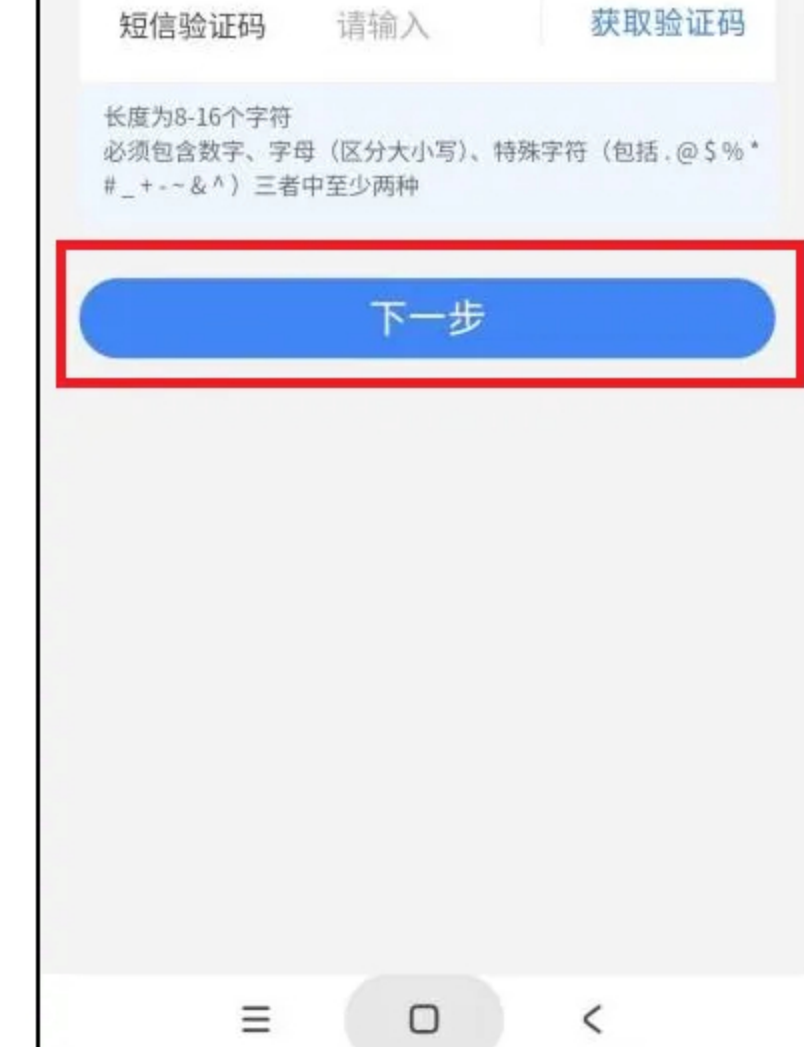 短信验证码 请输入 获取验证码
长度为8-16个字符
必须包含数字、字母（区分大小写）、特殊字符（包括.@$%*
#_+-~&^）三者中至少两种
下一步